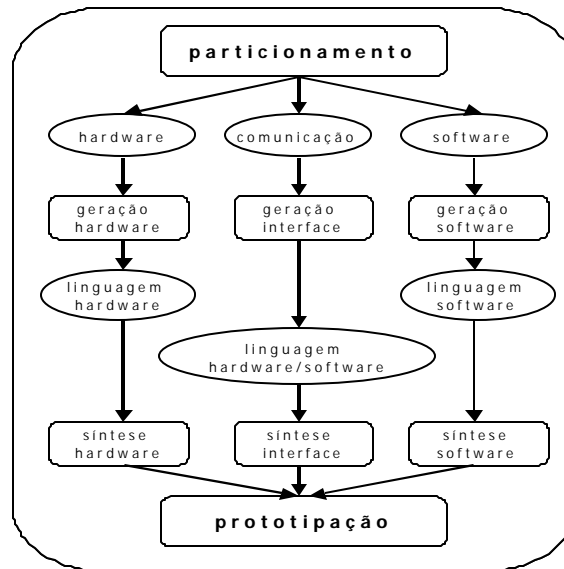 particionamento
hardware
comunicação
software
geração
hardware
geração
interface
geração
software
linguagem
hardware
linguagem
software
linguagem
hardware/software
síntese
hardware
síntese
interface
síntese
software
prototipação